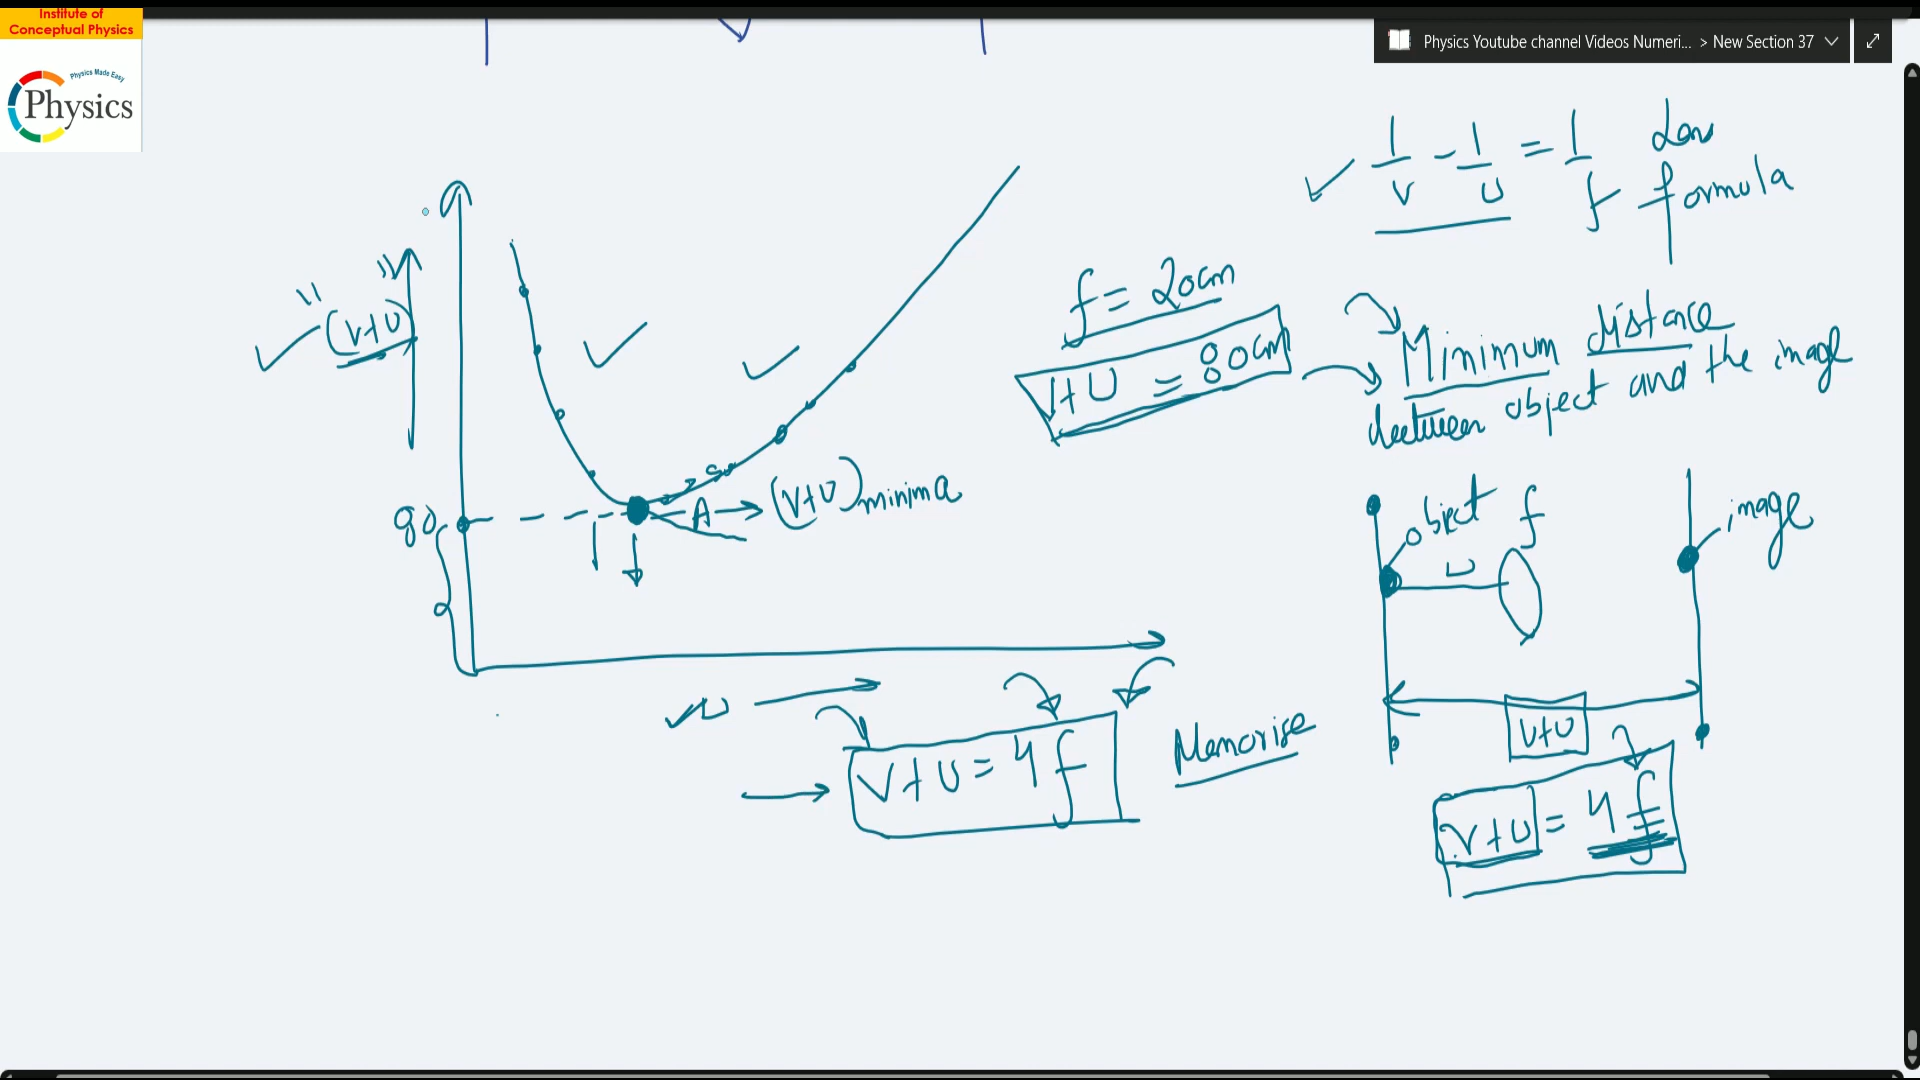 Institute of
Conceptual Physics
Physics Made Easy
Physics
Physics Youtube channel Videos Numeri... > New Section 37
1/v - 1/u = 1/f Lens
formula
f = 20cm
V+U = 80cm
Minimum distance
between object and the image
"(V+U)"
80
A → (V+U)minima
u →
V+U = 4f
Memorise
object f
image
u
V+U
V+U = 4f